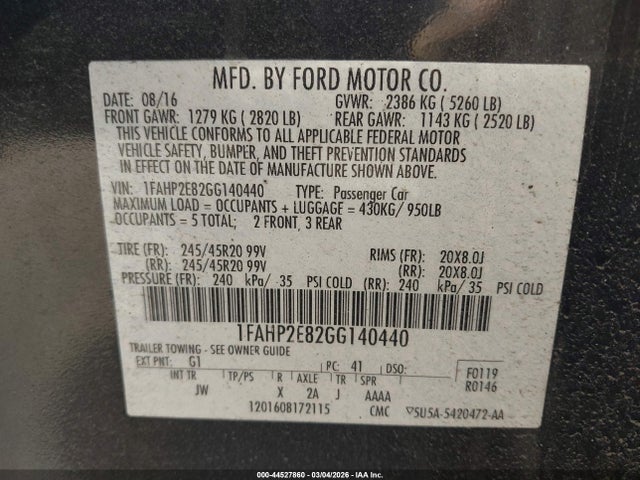 MFD. BY FORD MOTOR CO.
DATE: 08/16 GVWR: 2386 KG ( 5260 LB)
FRONT GAWR: 1279 KG ( 2820 LB) REAR GAWR: 1143 KG ( 2520 LB)
THIS VEHICLE CONFORMS TO ALL APPLICABLE FEDERAL MOTOR
VEHICLE SAFETY, BUMPER, AND THEFT PREVENTION STANDARDS
IN EFFECT ON THE DATE OF MANUFACTURE SHOWN ABOVE.
VIN: 1FAHP2E82GG140440 TYPE: Passenger Car
MAXIMUM LOAD = OCCUPANTS + LUGGAGE = 430KG/ 950LB
OCCUPANTS = 5 TOTAL; 2 FRONT, 3 REAR
TIRE (FR): 245/45R20 99V RIMS (FR): 20X8.0J
(RR): 245/45R20 99V (RR): 20X8.0J
PRESSURE (FR): 240 kPa/ 35 PSI COLD (RR): 240 kPa/ 35 PSI COLD
1FAHP2E82GG140440
TRAILER TOWING - SEE OWNER GUIDE
EXT PNT: G1 PC: 41 DSO: F0119
INT TR TP/PS R AXLE TR SPR R0146
JW X 2A J AAAA
1201608172115 CMC 5U5A-5420472-AA
000-44527860 - 03/04/2026 - IAA Inc.